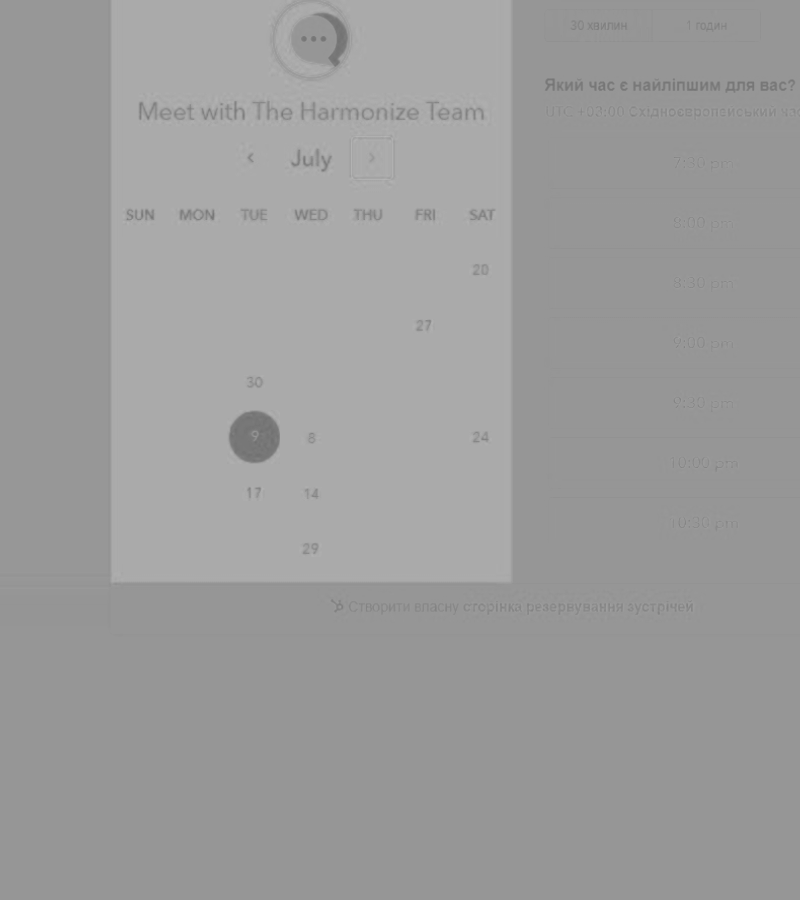 Meet with The Harmonize Team
July
SUN MON TUE WED THU FRI SAT
20
27
30
9 8 24
17 14
29
30 хвилин 1 годин
Який час є найліпшим для вас?
UTC +03:00 Східноєвропейський
7:30 pm
8:00 pm
8:30 pm
9:00 pm
9:30 pm
10:00 pm
10:30 pm
Створити власну сторінка резервування зустрічей